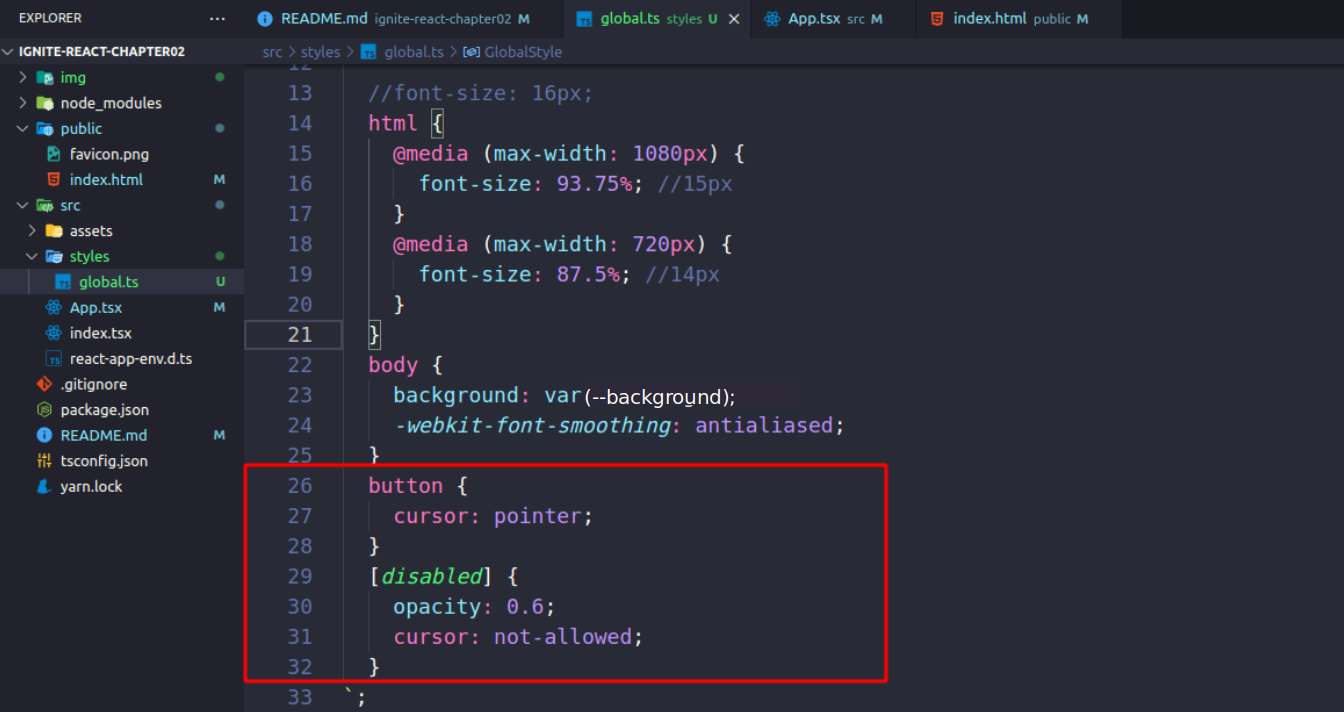 EXPLORER ...
README.md ignite-react-chapter02 M
global.ts styles U
App.tsx src M
index.html public M
IGNITE-REACT-CHAPTER02
img
node_modules
public
favicon.png
index.html M
src
assets
styles
global.ts U
App.tsx M
index.tsx
react-app-env.d.ts
.gitignore
package.json
README.md M
tsconfig.json
yarn.lock
src > styles > global.ts > GlobalStyle
12
13 //font-size: 16px;
14 html {
15 @media (max-width: 1080px) {
16 font-size: 93.75%; //15px
17 }
18 @media (max-width: 720px) {
19 font-size: 87.5%; //14px
20 }
21 }
22 body {
23 background: var(--background);
24 -webkit-font-smoothing: antialiased;
25 }
26 button {
27 cursor: pointer;
28 }
29 [disabled] {
30 opacity: 0.6;
31 cursor: not-allowed;
32 }
33 `;